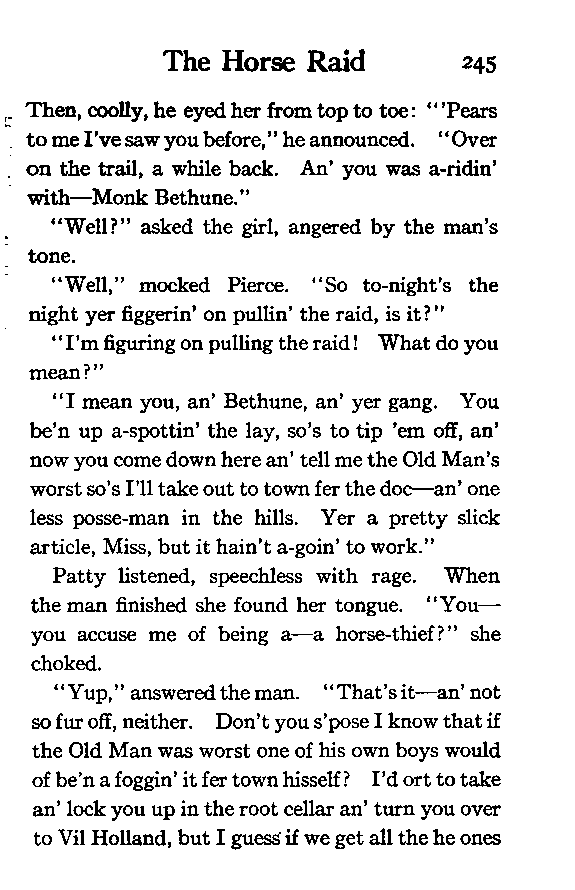 The Horse Raid 245
Then, coolly, he eyed her from top to toe: "'Pears
to me I've saw you before," he announced. "Over
on the trail, a while back. An' you was a-ridin'
with—Monk Bethune."
"Well?" asked the girl, angered by the man's
tone.
"Well," mocked Pierce. "So to-night's the
night yer figgerin' on pullin' the raid, is it?"
"I'm figuring on pulling the raid! What do you
mean?"
"I mean you, an' Bethune, an' yer gang. You
be'n up a-spottin' the lay, so's to tip 'em off, an'
now you come down here an' tell me the Old Man's
worst so's I'll take out to town fer the doc—an' one
less posse-man in the hills. Yer a pretty slick
article, Miss, but it hain't a-goin' to work."
Patty listened, speechless with rage. When
the man finished she found her tongue. "You—
you accuse me of being a—a horse-thief?" she
choked.
"Yup," answered the man. "That's it—an' not
so fur off, neither. Don't you s'pose I know that if
the Old Man was worst one of his own boys would
of be'n a foggin' it fer town hisself? I'd ort to take
an' lock you up in the root cellar an' turn you over
to Vil Holland, but I guess if we get all the he ones